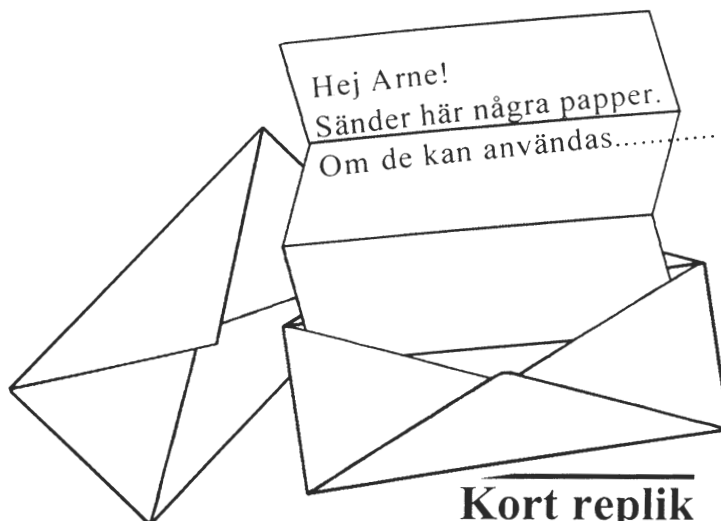 Hej Arne!
Sänder här några papper.
Om de kan användas............
Kort replik